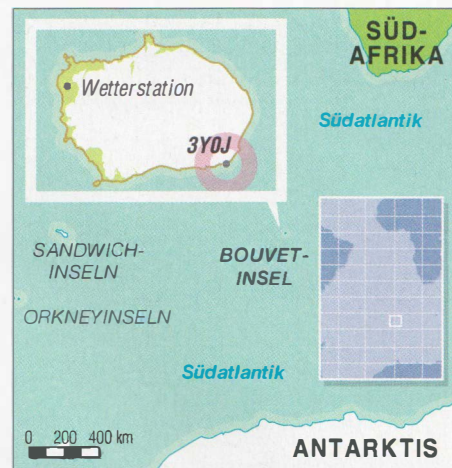 SÜD-
AFRIKA
Wetterstation
3Y0J
Südatlantik
SANDWICH-
INSELN
BOUVET-
INSEL
ORKNEYINSELN
Südatlantik
0 200 400 km
ANTARKTIS